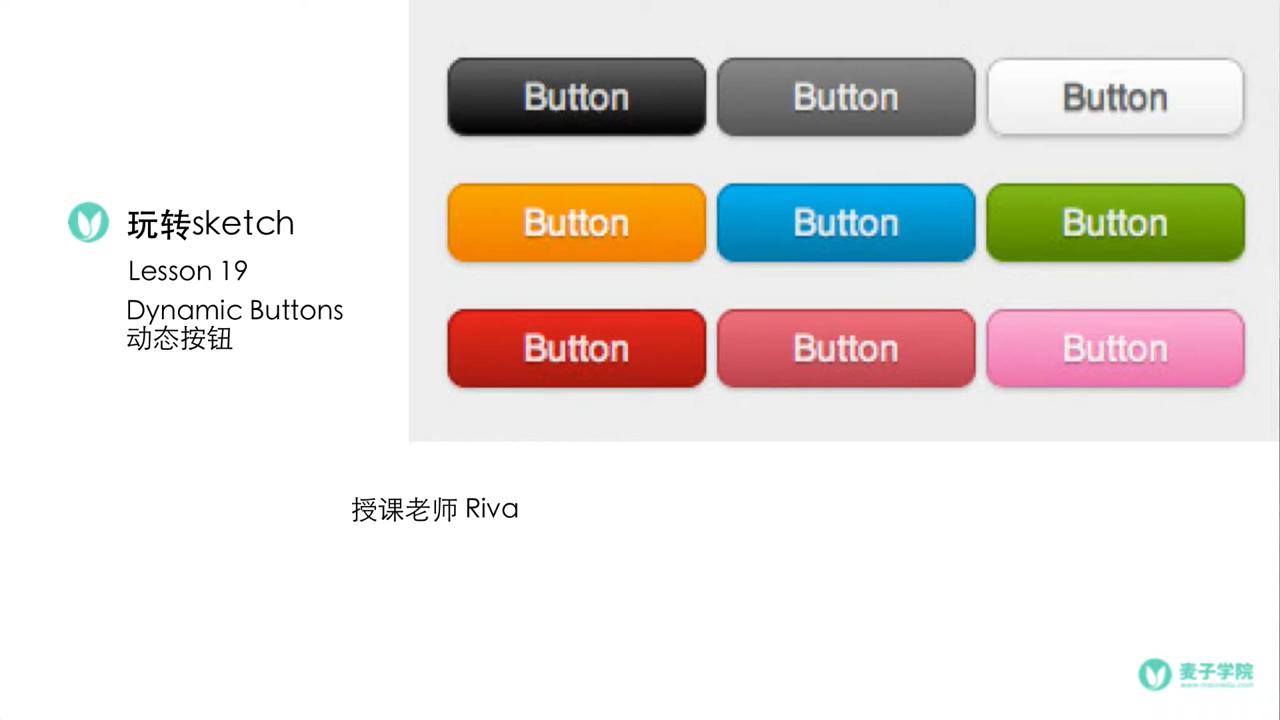 Button Button Button
Button Button Button
Button Button Button
玩转sketch
Lesson 19
Dynamic Buttons
动态按钮
授课老师 Riva
麦子学院